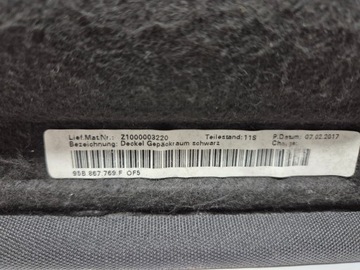 Lief.Mat.Nr.: Z1000003220 Teilestand: 11S P.Datum: 07.02.2017
Bezeichnung: Deckel Gepäckraum schwarz
95B 867 769 F OF5